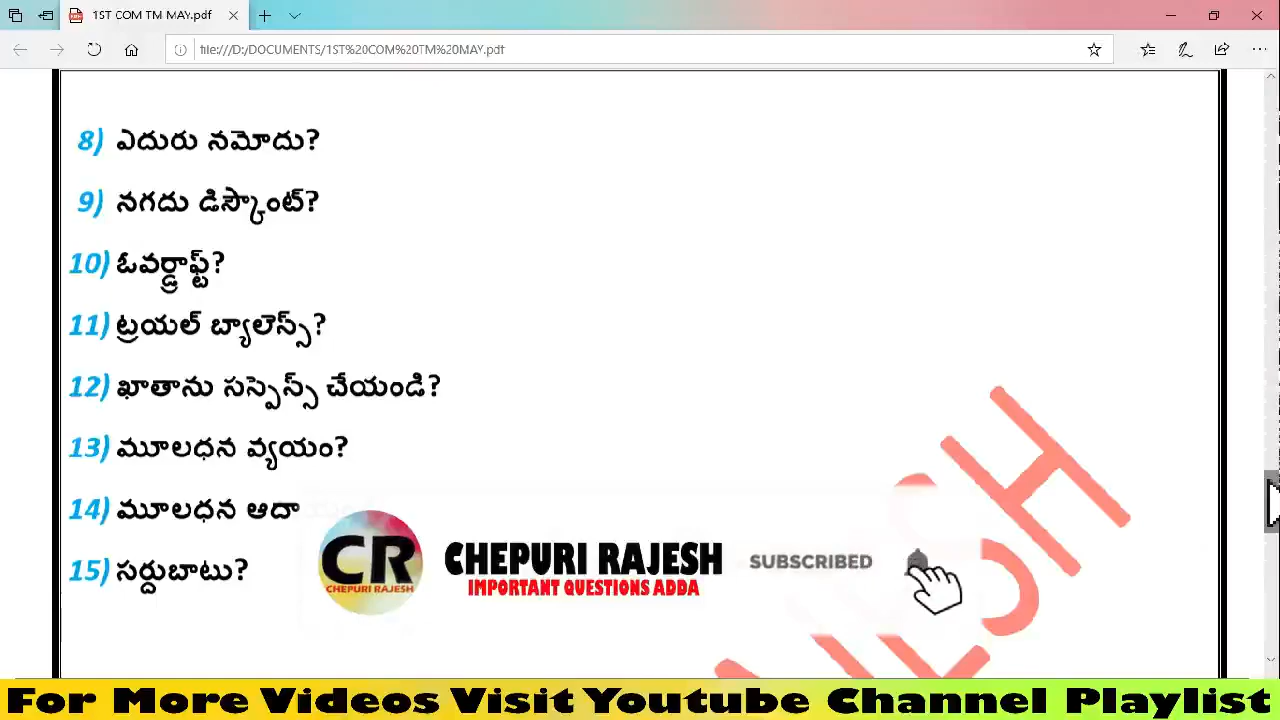 1ST COM TM MAY.pdf
file:///D:/DOCUMENTS/1ST%20COM%20TM%20MAY.pdf
8) ఎదురు నమోదు?
9) నగదు డిస్కౌంట్?
10) ఓవర్డ్రాఫ్ట్?
11) ట్రయల్ బ్యాలెన్స్?
12) ఖాతాను సస్పెన్స్ చేయండి?
13) మూలధన వ్యయం?
14) మూలధన
15) సర్దుబాటు?
CR
CHEPURI RAJESH
CHEPURI RAJESH
IMPORTANT QUESTIONS ADDA
SUBSCRIBED
For More Videos Visit Youtube Channel Playlist